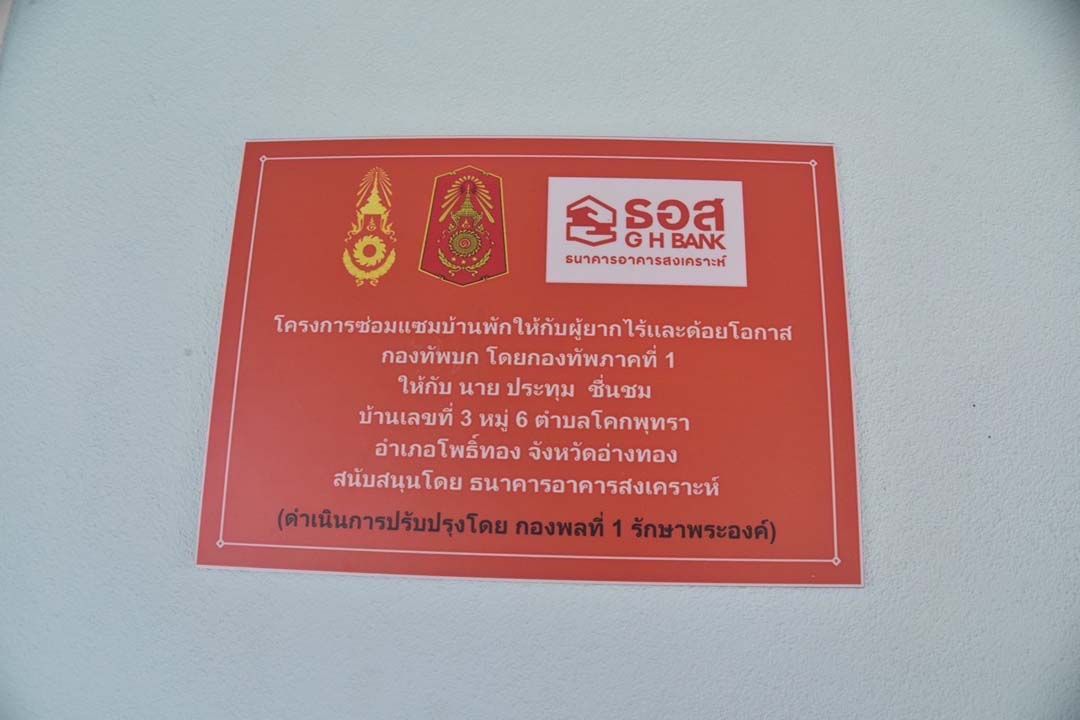 ธอส
G H BANK
ธนาคารอาคารสงเคราะห์
โครงการซ่อมแซมบ้านพักให้กับผู้ยากไร้และด้อยโอกาส
กองทัพบก โดยกองทัพภาคที่ 1
ให้กับ นาย ประทุม ชื่นชม
บ้านเลขที่ 3 หมู่ 6 ตำบลโคกพุทรา
อำเภอโพธิ์ทอง จังหวัดอ่างทอง
สนับสนุนโดย ธนาคารอาคารสงเคราะห์
(ดำเนินการปรับปรุงโดย กองพลที่ 1 รักษาพระองค์)